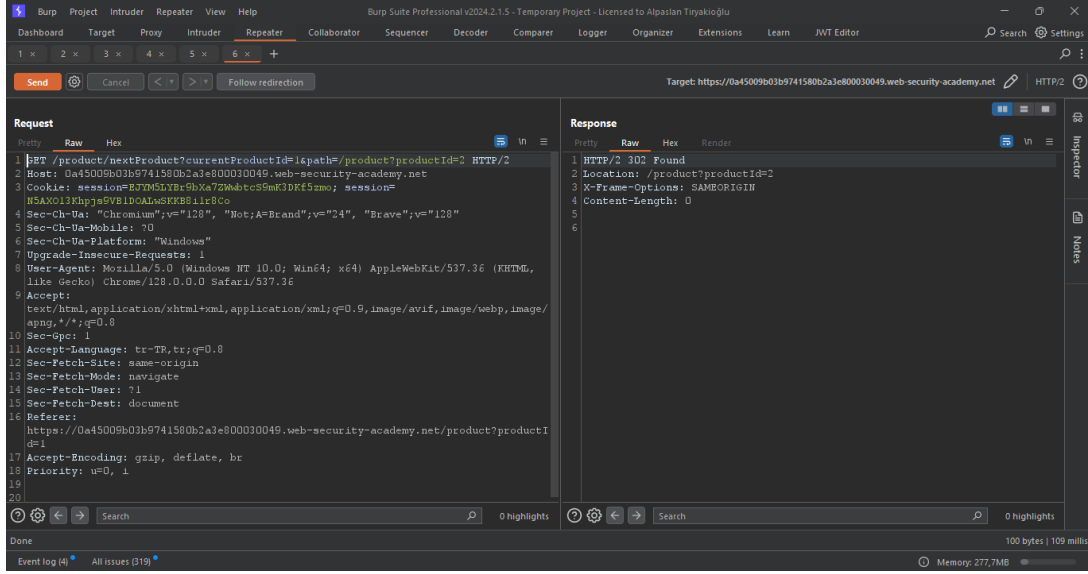 Burp Project Intruder Repeater View Help Burp Suite Professional v2024.2.1.5 - Temporary Project - Licensed to Alpaslan Tiryakioğlu
Dashboard Target Proxy Intruder Repeater Collaborator Sequencer Decoder Comparer Logger Organizer Extensions Learn JWT Editor Search Settings
1 × 2 × 3 × 4 × 5 × 6 × +
Send Cancel < > Follow redirection Target: https://0a45009b03b9741580b2a3e800030049.web-security-academy.net HTTP/2
Request
Pretty Raw Hex \n
1 GET /product/nextProduct?currentProductId=1&path=/product?productId=2 HTTP/2
2 Host: 0a45009b03b9741580b2a3e800030049.web-security-academy.net
3 Cookie: session=EJYM5LYBr9bXa7ZWwbtcS9mK3DKf5zmo; session=
N5AXO13Khpjs9VB1DOALwSKKB8ilr8Co
4 Sec-Ch-Ua: "Chromium";v="128", "Not;A=Brand";v="24", "Brave";v="128"
5 Sec-Ch-Ua-Mobile: ?0
6 Sec-Ch-Ua-Platform: "Windows"
7 Upgrade-Insecure-Requests: 1
8 User-Agent: Mozilla/5.0 (Windows NT 10.0; Win64; x64) AppleWebKit/537.36 (KHTML,
like Gecko) Chrome/128.0.0.0 Safari/537.36
9 Accept:
text/html,application/xhtml+xml,application/xml;q=0.9,image/avif,image/webp,image/
apng,*/*;q=0.8
10 Sec-Gpc: 1
11 Accept-Language: tr-TR,tr;q=0.8
12 Sec-Fetch-Site: same-origin
13 Sec-Fetch-Mode: navigate
14 Sec-Fetch-User: ?1
15 Sec-Fetch-Dest: document
16 Referer:
https://0a45009b03b9741580b2a3e800030049.web-security-academy.net/product?productI
d=1
17 Accept-Encoding: gzip, deflate, br
18 Priority: u=0, i
19
20
Search 0 highlights
Response
Pretty Raw Hex Render \n
1 HTTP/2 302 Found
2 Location: /product?productId=2
3 X-Frame-Options: SAMEORIGIN
4 Content-Length: 0
5
6
Search 0 highlights
Inspector
Notes
Done 100 bytes | 109 millis
Event log (4) All issues (319) Memory: 277,7MB